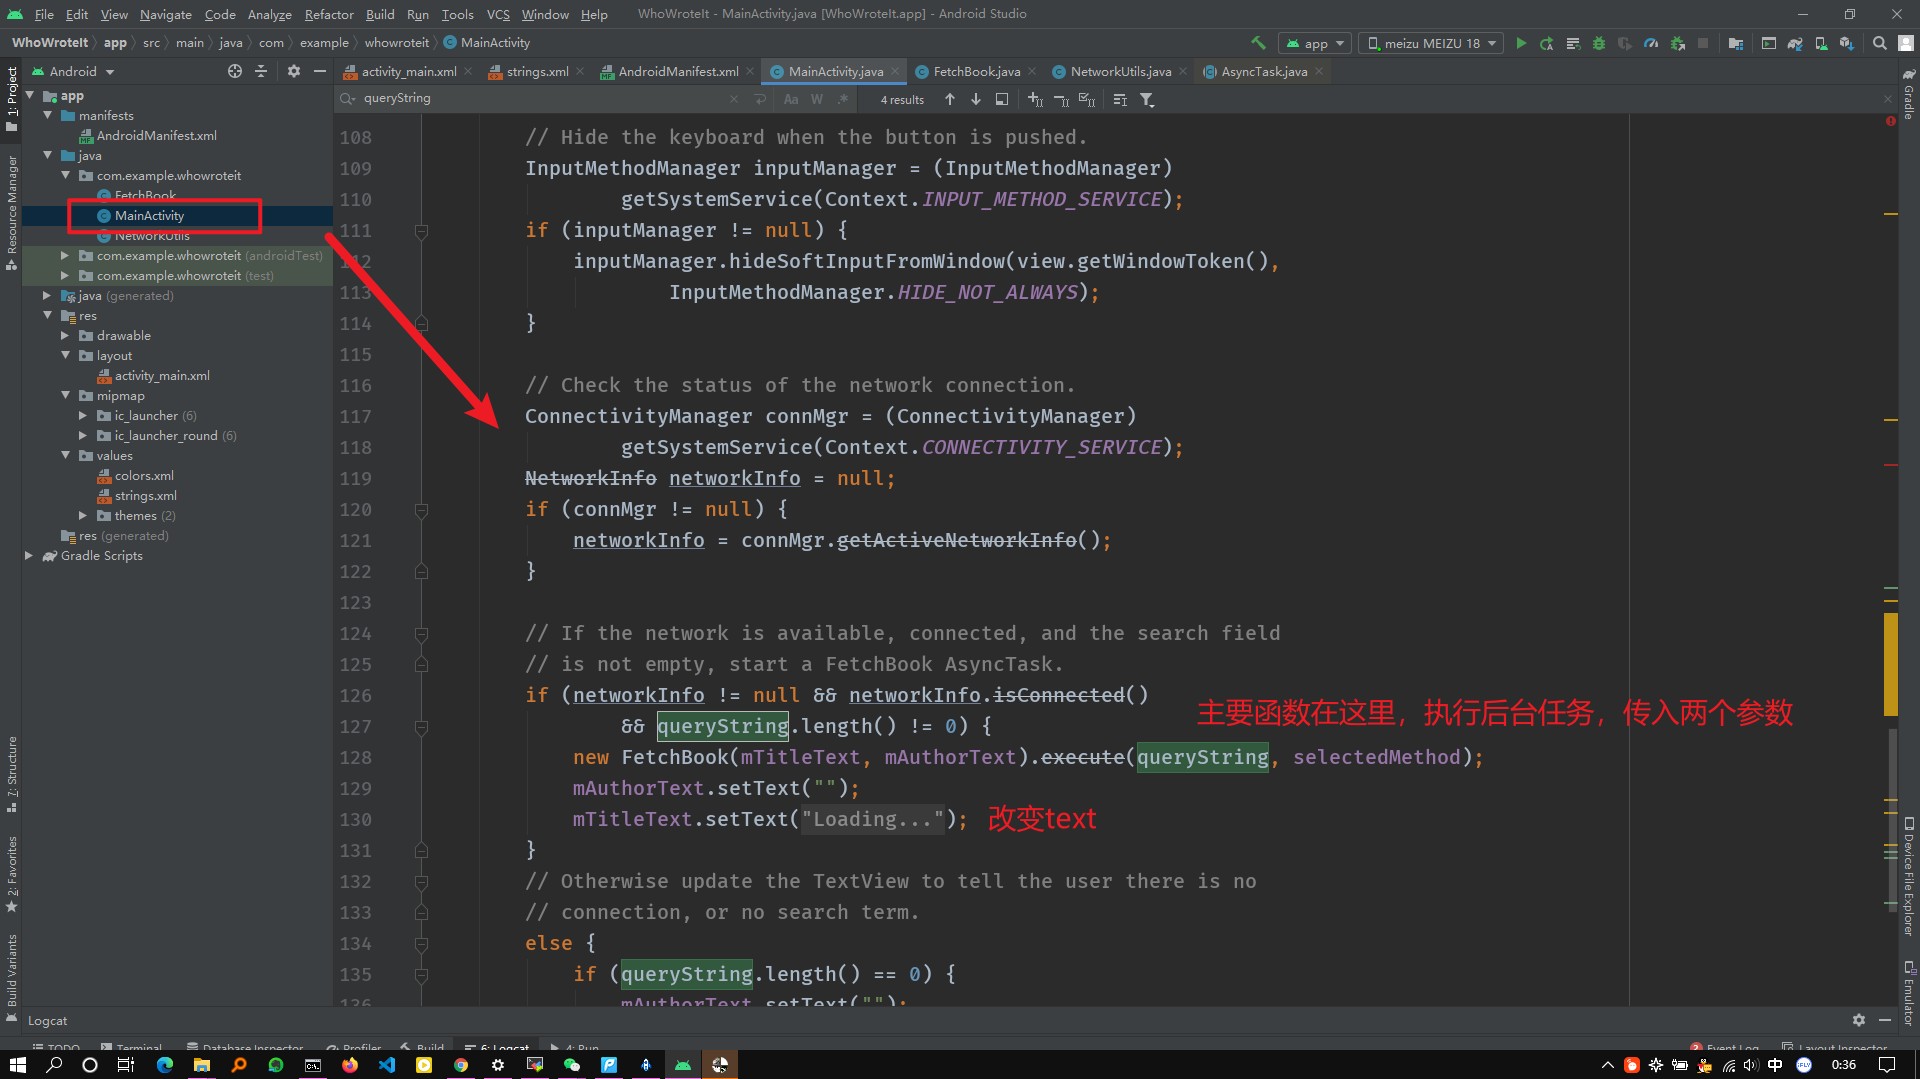 File Edit View Navigate Code Analyze Refactor Build Run Tools VCS Window Help WhoWroteIt - MainActivity.java [WhoWroteIt.app] - Android Studio
WhoWroteIt app src main java com example whowroteit MainActivity app meizu MEIZU 18
Android activity_main.xml strings.xml AndroidManifest.xml MainActivity.java FetchBook.java NetworkUtils.java AsyncTask.java
queryString Aa W .* 4 results
1: Project
Resource Manager
7: Structure
2: Favorites
Build Variants
app
manifests
AndroidManifest.xml
java
com.example.whowroteit
FetchBook
MainActivity
NetworkUtils
com.example.whowroteit (androidTest)
com.example.whowroteit (test)
java (generated)
res
drawable
layout
activity_main.xml
mipmap
ic_launcher (6)
ic_launcher_round (6)
values
colors.xml
strings.xml
themes (2)
res (generated)
Gradle Scripts
108 // Hide the keyboard when the button is pushed.
109 InputMethodManager inputManager = (InputMethodManager)
110 getSystemService(Context.INPUT_METHOD_SERVICE);
111 if (inputManager != null) {
112 inputManager.hideSoftInputFromWindow(view.getWindowToken(),
113 InputMethodManager.HIDE_NOT_ALWAYS);
114 }
115
116 // Check the status of the network connection.
117 ConnectivityManager connMgr = (ConnectivityManager)
118 getSystemService(Context.CONNECTIVITY_SERVICE);
119 NetworkInfo networkInfo = null;
120 if (connMgr != null) {
121 networkInfo = connMgr.getActiveNetworkInfo();
122 }
123
124 // If the network is available, connected, and the search field
125 // is not empty, start a FetchBook AsyncTask.
126 if (networkInfo != null && networkInfo.isConnected()
主要函数在这里，执行后台任务，传入两个参数
127 && queryString.length() != 0) {
128 new FetchBook(mTitleText, mAuthorText).execute(queryString, selectedMethod);
129 mAuthorText.setText("");
130 mTitleText.setText("Loading..."); 改变text
131 }
132 // Otherwise update the TextView to tell the user there is no
133 // connection, or no search term.
134 else {
135 if (queryString.length() == 0) {
136 mAuthorText.setText("");
Gradle
Device File Explorer
Emulator
Logcat
TODO Terminal Database Inspector Profiler Build 6: Logcat 4: Run Event Log Layout Inspector
中 0:36